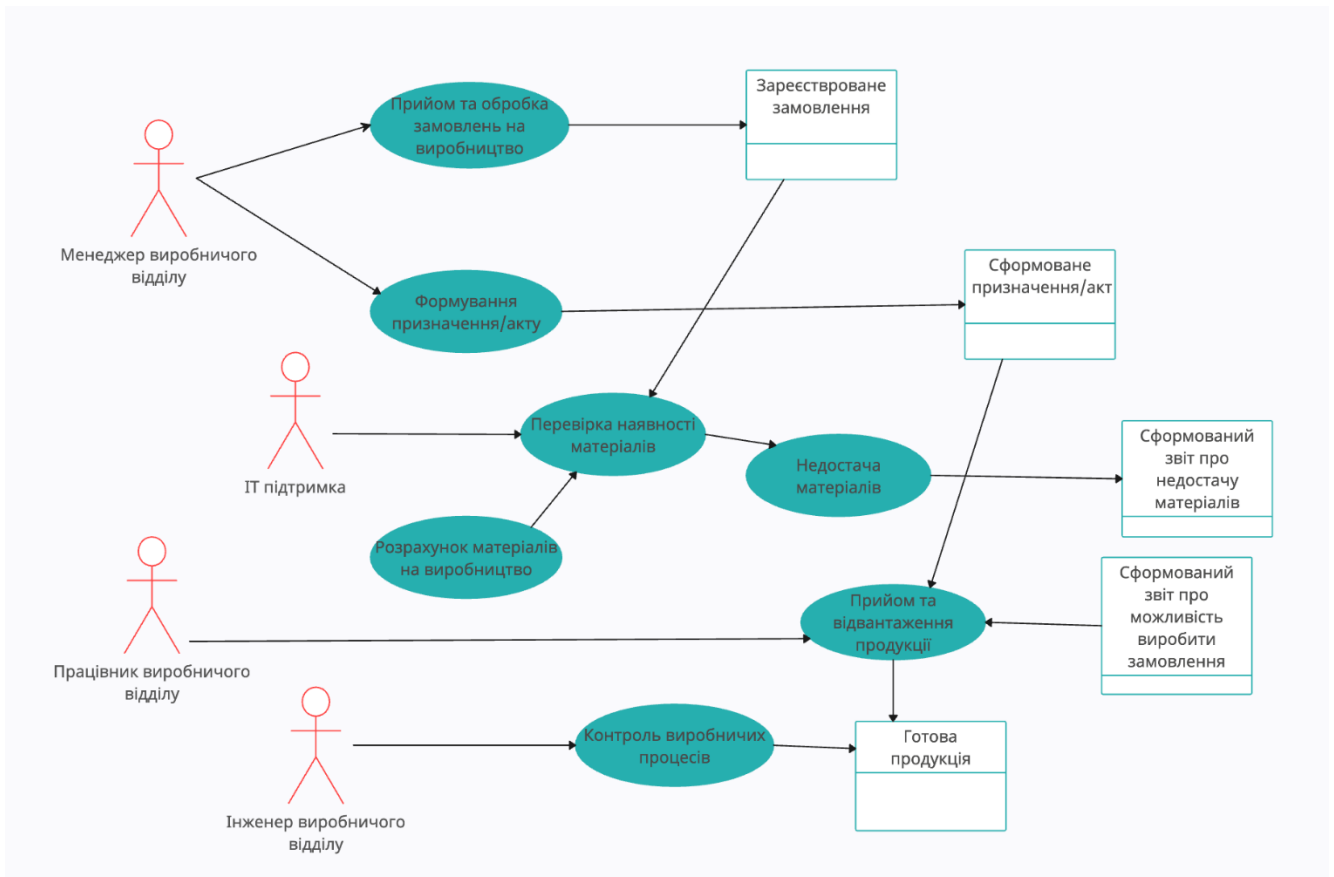 Прийом та обробка
замовлень на
виробництво
Зареєствроване
замовлення
Менеджер виробничого
відділу
Формування
призначення/акту
Сформоване
призначення/акт
ІТ підтримка
Перевірка наявності
матеріалів
Недостача
матеріалів
Сформований
звіт про
недостачу
матеріалів
Розрахунок матеріалів
на виробництво
Працівник виробничого
відділу
Прийом та
відвантаження
продукції
Сформований
звіт про
можливість
виробити
замовлення
Інженер виробничого
відділу
Контроль виробничих
процесів
Готова
продукція